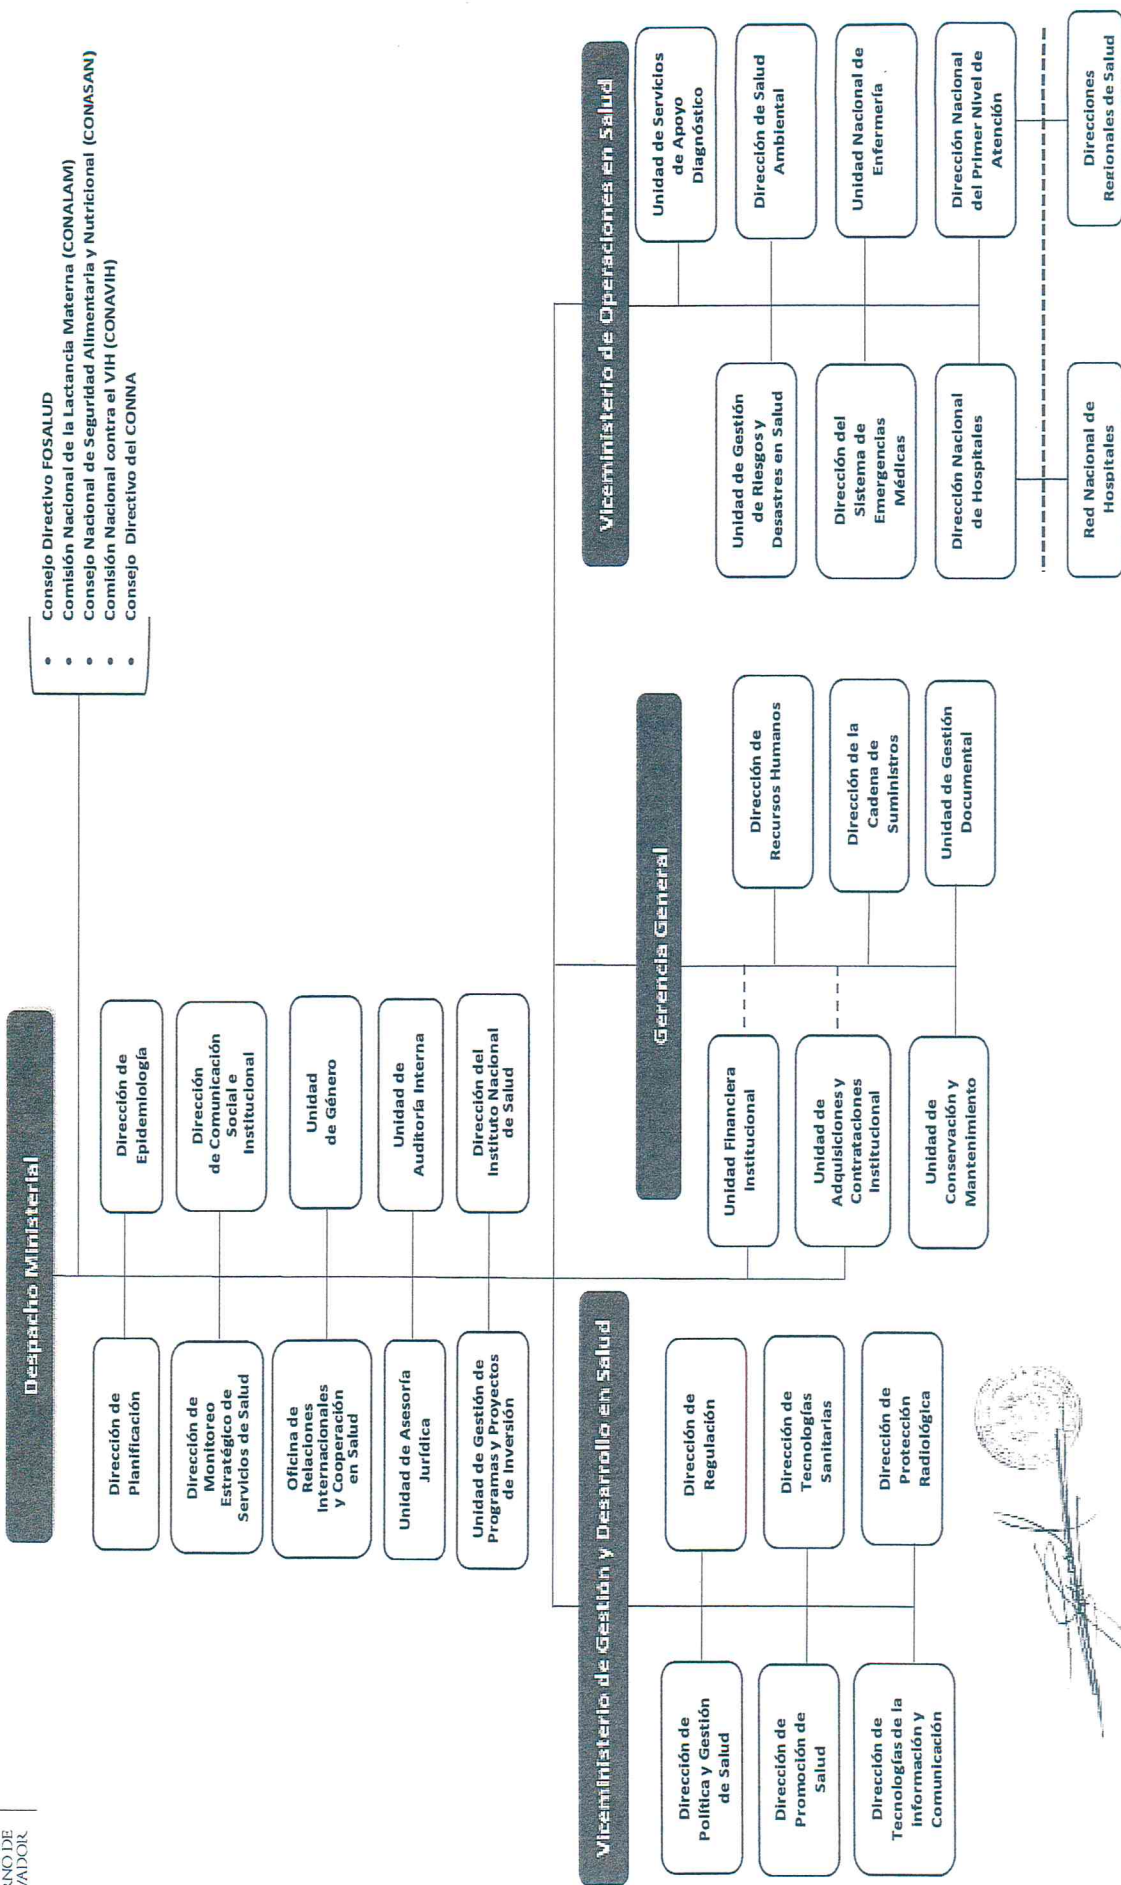 RNO DE
VADOR
Despacho Ministerial
Consejo Directivo FOSALUD
Comisión Nacional de la Lactancia Materna (CONALAM)
Consejo Nacional de Seguridad Alimentaria y Nutricional (CONASAN)
Comisión Nacional contra el VIH (CONAVIH)
Consejo Directivo del CONNA
Dirección de
Planificación
Dirección de
Epidemiología
Dirección de
Monitoreo
Estratégico de
Servicios de Salud
Dirección
de Comunicación
Social e
Institucional
Oficina de
Relaciones
Internacionales
y Cooperación
en Salud
Unidad
de Género
Unidad de Asesoría
Jurídica
Unidad de
Auditoría Interna
Unidad de Gestión de
Programas y Proyectos
de Inversión
Dirección del
Instituto Nacional
de Salud
Viceministerio de Gestión y Desarrollo en Salud
Dirección de
Política y Gestión
de Salud
Dirección de
Regulación
Dirección de
Promoción de
Salud
Dirección de
Tecnologías
Sanitarias
Dirección de
Tecnologías de la
Información y
Comunicación
Dirección de
Protección
Radiológica
Gerencia General
Unidad Financiera
Institucional
Dirección de
Recursos Humanos
Unidad de
Adquisiciones y
Contrataciones
Institucional
Dirección de la
Cadena de
Suministros
Unidad de
Conservación y
Mantenimiento
Unidad de Gestión
Documental
Viceministerio de Operaciones en Salud
Unidad de Servicios
de Apoyo
Diagnóstico
Unidad de Gestión
de Riesgos y
Desastres en Salud
Dirección de Salud
Ambiental
Dirección del
Sistema de
Emergencias
Médicas
Unidad Nacional de
Enfermería
Dirección Nacional
de Hospitales
Dirección Nacional
del Primer Nivel de
Atención
Red Nacional de
Hospitales
Direcciones
Regionales de Salud